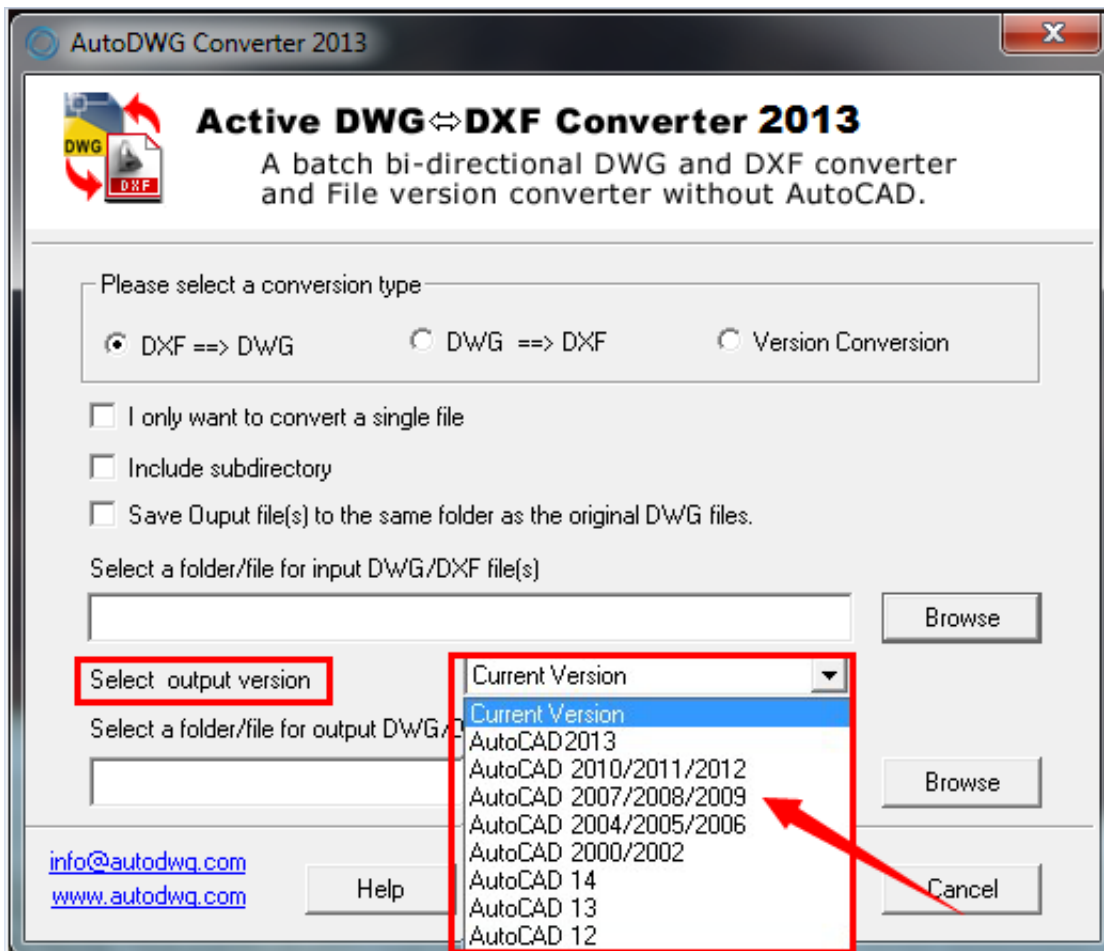 AutoDWG Converter 2013
x
Active DWG⇔DXF Converter 2013
A batch bi-directional DWG and DXF converter
and File version converter without AutoCAD.
DWG
DXF
Please select a conversion type
DXF ==> DWG
DWG ==> DXF
Version Conversion
I only want to convert a single file
Include subdirectory
Save Ouput file(s) to the same folder as the original DWG files.
Select a folder/file for input DWG/DXF file(s)
Browse
Select output version
Current Version
Current Version
AutoCAD2013
AutoCAD 2010/2011/2012
AutoCAD 2007/2008/2009
AutoCAD 2004/2005/2006
AutoCAD 2000/2002
AutoCAD 14
AutoCAD 13
AutoCAD 12
Select a folder/file for output DWG/
Browse
info@autodwg.com
www.autodwg.com
Help
Cancel